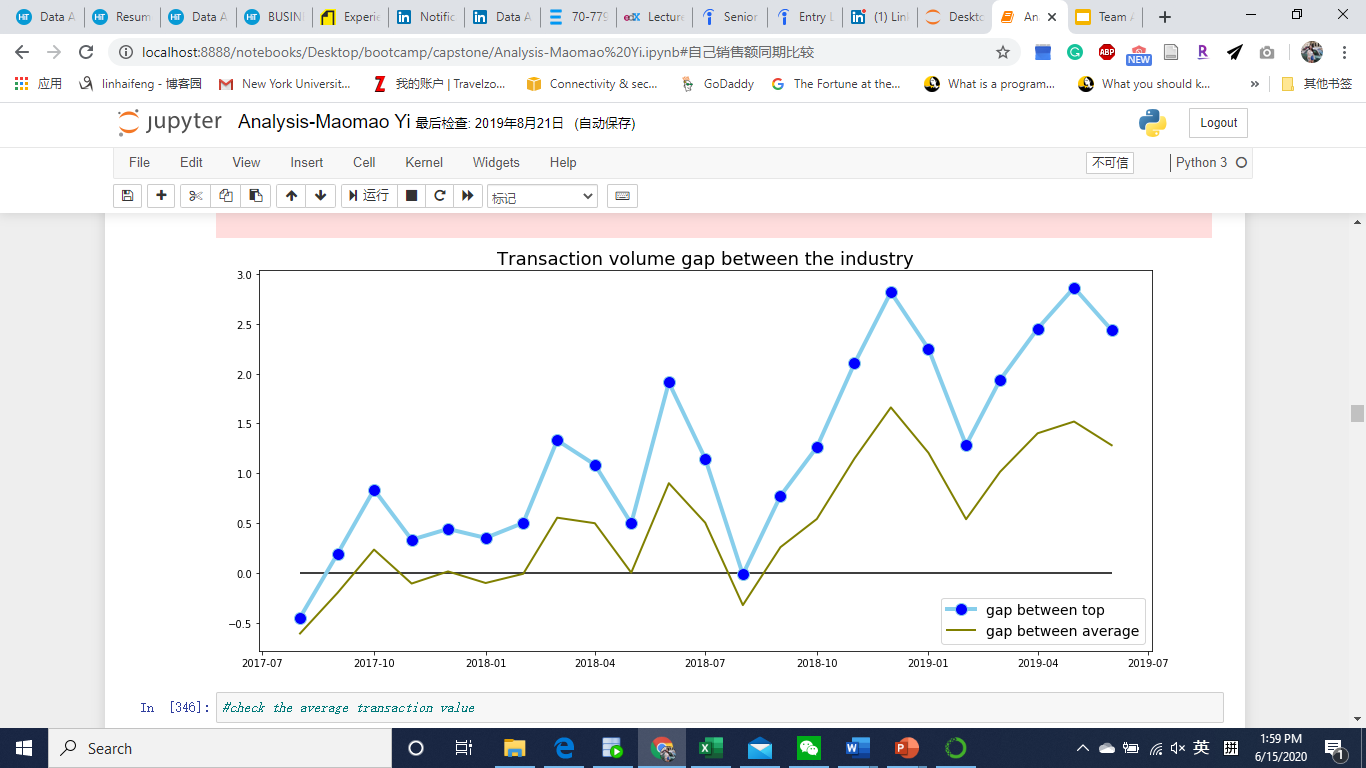 Data A
Resum
Data A
BUSIN
Experie
Notific
Data A
70-779
edX Lecture
Senior
Entry L
(1) Lin
Deskto
An
Team A
localhost:8888/notebooks/Desktop/bootcamp/capstone/Analysis-Maomao%20Yi.ipynb#自己销售额同期比较
ABP NEW R
应用 linhaifeng - 博客园 New York Universit... 我的账户 | Travelzo... Connectivity & sec... GoDaddy The Fortune at the... What is a program... What you should k... » 其他书签
jupyter Analysis-Maomao Yi 最后检查: 2019年8月21日 (自动保存) Logout
File Edit View Insert Cell Kernel Widgets Help 不可信 Python 3
运行 标记
Transaction volume gap between the industry
3.0
2.5
2.0
1.5
1.0
0.5
0.0
−0.5
gap between top
gap between average
2017-07 2017-10 2018-01 2018-04 2018-07 2018-10 2019-01 2019-04 2019-07
In [346]: #check the average transaction value
Search
英 拼 1:59 PM
6/15/2020
1